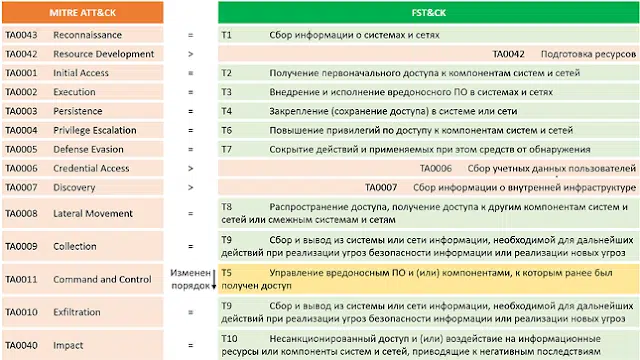 MITRE ATT&CK FST&CK
TA0043 Reconnaissance = T1 Сбор информации о системах и сетях
TA0042 Resource Development > TA0042 Подготовка ресурсов
TA0001 Initial Access = T2 Получение первоначального доступа к компонентам систем и сетей
TA0002 Execution = T3 Внедрение и исполнение вредоносного ПО в системах и сетях
TA0003 Persistence = T4 Закрепление (сохранение доступа) в системе или сети
TA0004 Privilege Escalation = T6 Повышение привилегий по доступу к компонентам систем и сетей
TA0005 Defense Evasion = T7 Сокрытие действий и применяемых при этом средств от обнаружения
TA0006 Credential Access > TA0006 Сбор учетных данных пользователей
TA0007 Discovery > TA0007 Сбор информации о внутренней инфраструктуре
TA0008 Lateral Movement = T8 Распространение доступа, получение доступа к другим компонентам систем и
сетей или смежным системам и сетям
TA0009 Collection = T9 Сбор и вывод из системы или сети информации, необходимой для дальнейших
действий при реализации угроз безопасности информации или реализации новых угроз
TA0011 Command and Control Изменен T5 Управление вредоносным ПО и (или) компонентами, к которым ранее был
порядок получен доступ
TA0010 Exfiltration = T9 Сбор и вывод из системы или сети информации, необходимой для дальнейших
действий при реализации угроз безопасности информации или реализации новых угроз
TA0040 Impact = T10 Несанкционированный доступ и (или) воздействие на информационные
ресурсы или компоненты систем и сетей, приводящие к негативным последствиям